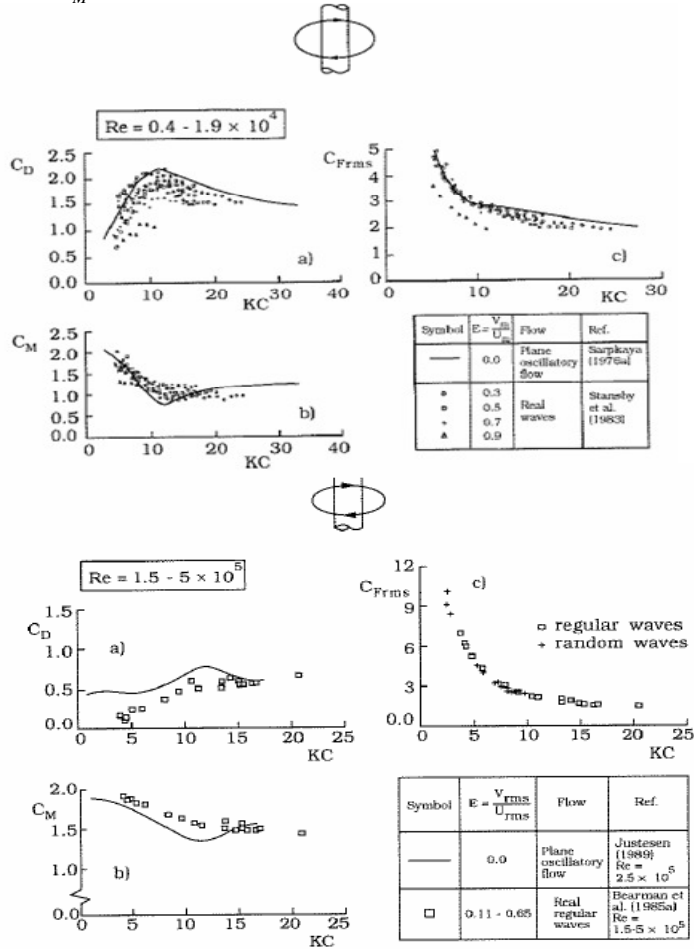 M
Re = 0.4 - 1.9 × 10⁴
C_D
2.5
2.0
1.5
1.0
0.5
0.0
0 10 20 30 40
KC
a)
C_Frms
5
4
3
2
1
0
0 10 20 30
KC
c)
C_M
2.5
2.0
1.5
1.0
0.5
0.0
0 10 20 30 40
KC
b)
Symbol E = V_m/U_m Flow Ref.
0.0 Plane oscillatory flow Sarpkaya (1976a)
0.3
0.5
0.7
0.9
Real waves
Stansby et al. (1983)
Re = 1.5 - 5 × 10⁵
C_D
1.5
1.0
0.5
0.0
0 5 10 15 20 25
KC
a)
C_Frms
12
9
6
3
0.0
0 5 10 15 20 25
KC
c)
regular waves
random waves
C_M
2.0
1.5
1.0
0.0
0 5 10 15 20 25
KC
b)
Symbol E = V_rms/U_rms Flow Ref.
0.0 Plane oscillatory flow Justesen (1989) Re = 2.5 × 10⁵
0.11 - 0.65 Real regular waves Bearman et al. (1985a) Re = 1.5-5 × 10⁵